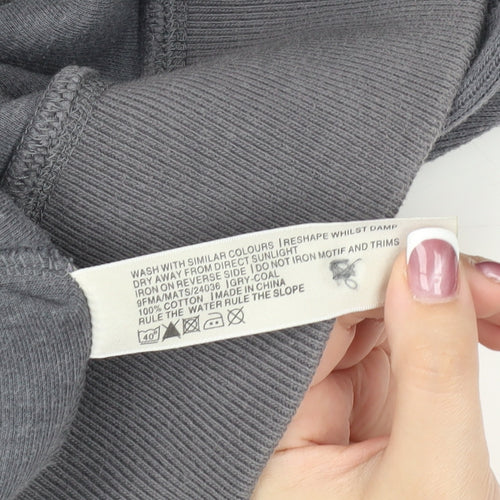 WASH WITH SIMILAR COLOURS | RESHAPE WHILST DAMP
DRY AWAY FROM DIRECT SUNLIGHT
IRON ON REVERSE SIDE | DO NOT IRON MOTIF AND TRIMS
9FMA/MATS/24036 | GRY-COAL
100% COTTON | MADE IN CHINA
RULE THE WATER RULE THE SLOPE
40°